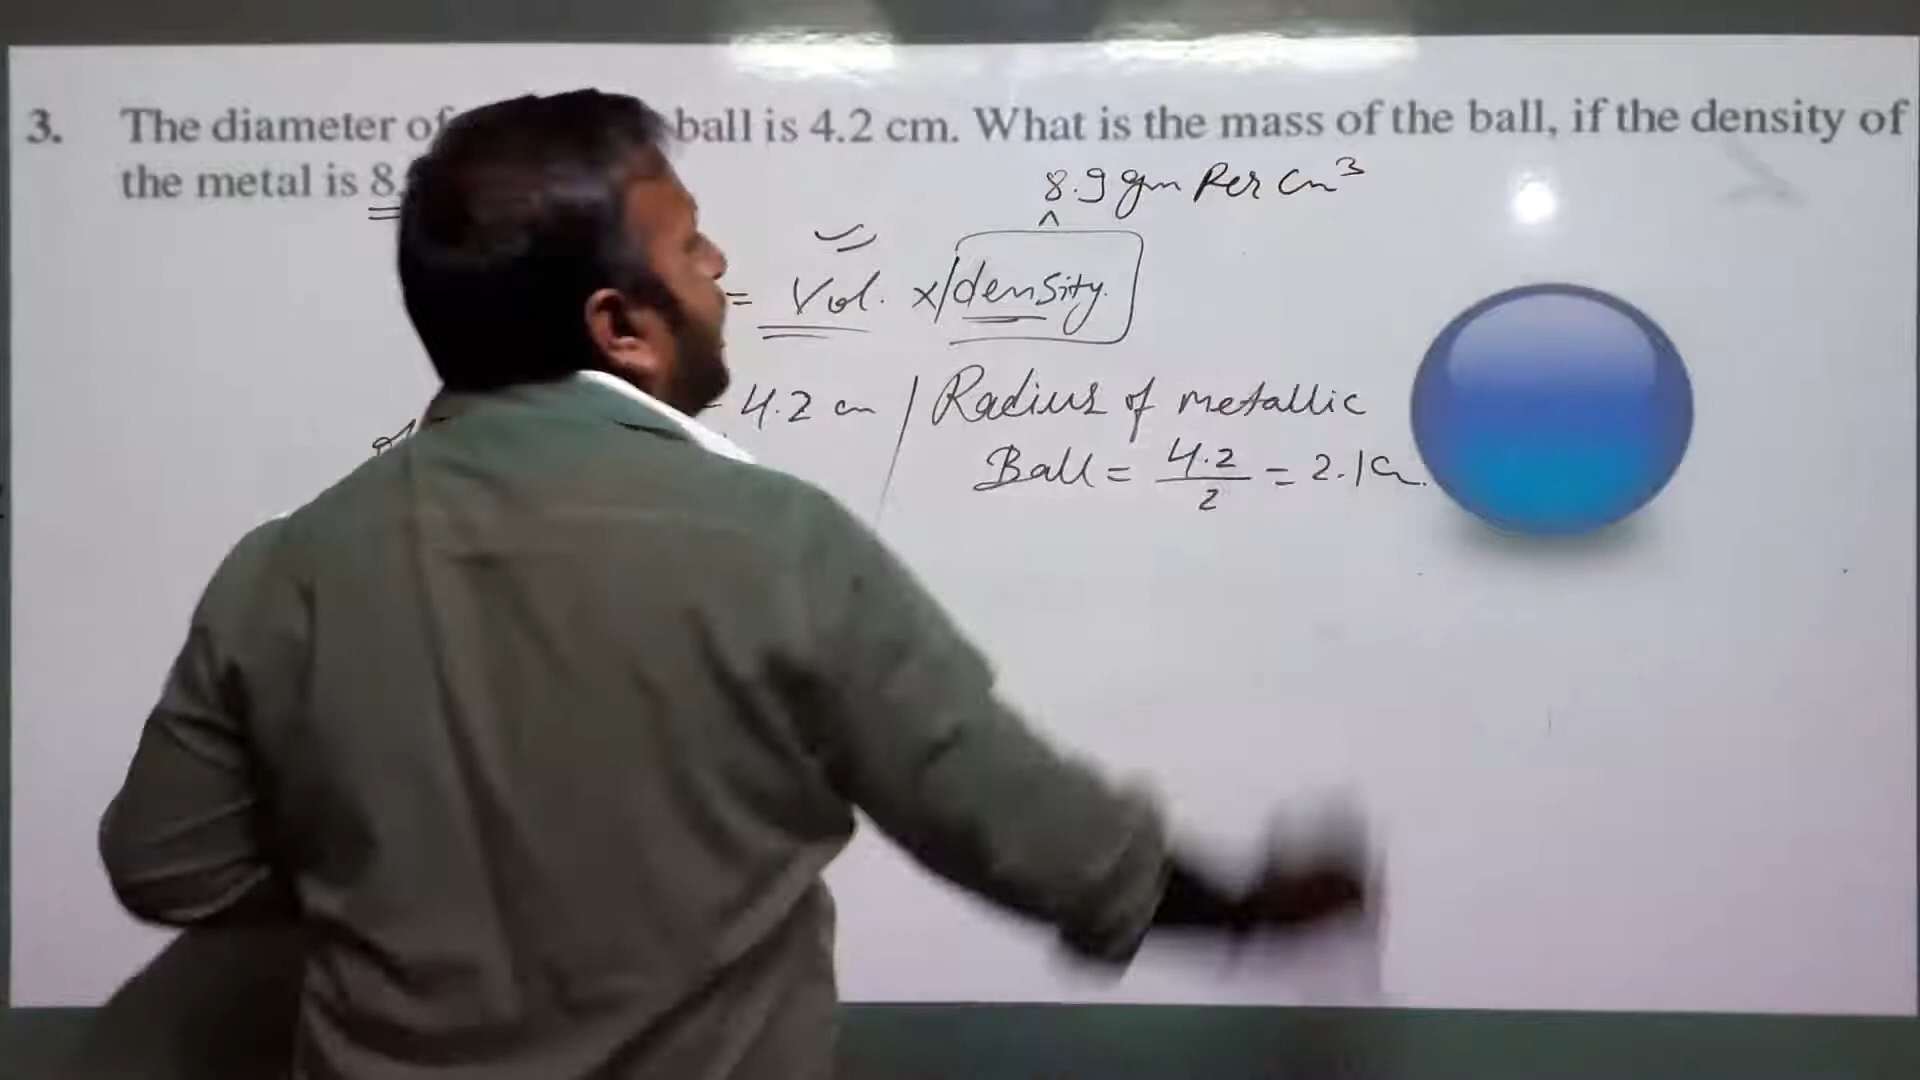 3. The diameter of ball is 4.2 cm. What is the mass of the ball, if the density of
the metal is 8.
8.9 gm Per cm³
= Vol. x density.
4.2 cm / Radius of metallic
Ball = 4.2/2 = 2.1 cm.